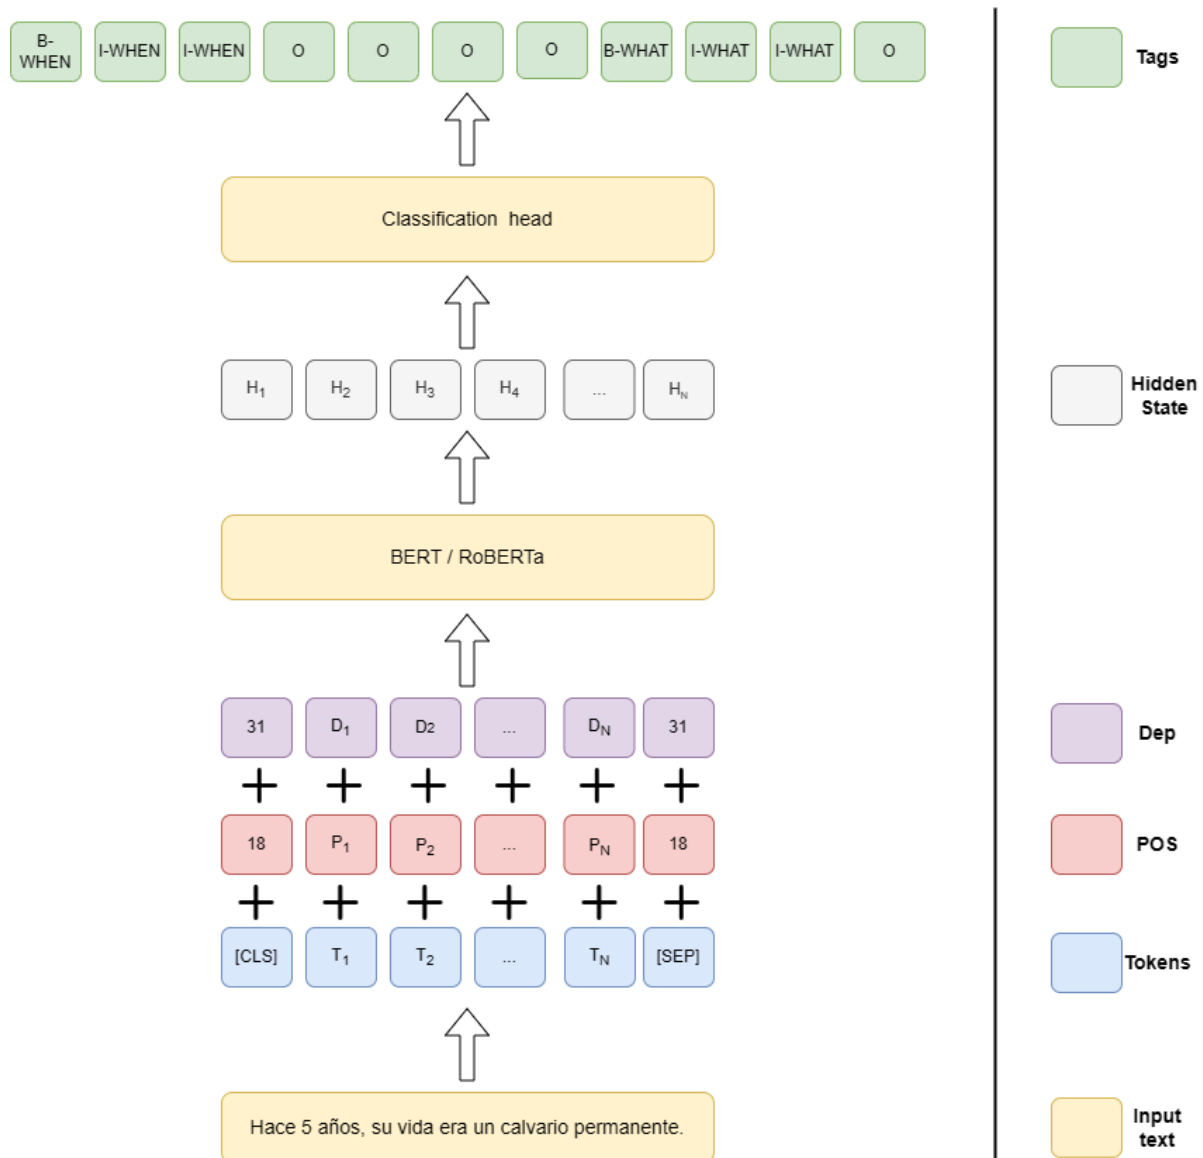 B-
WHEN
I-WHEN
I-WHEN
O
O
O
O
B-WHAT
I-WHAT
I-WHAT
O
Tags
Classification head
H1
H2
H3
H4
...
HN
Hidden
State
BERT / RoBERTa
31
D1
D2
...
DN
31
Dep
+
+
+
+
+
+
18
P1
P2
...
PN
18
POS
+
+
+
+
+
+
[CLS]
T1
T2
...
TN
[SEP]
Tokens
Hace 5 años, su vida era un calvario permanente.
Input
text